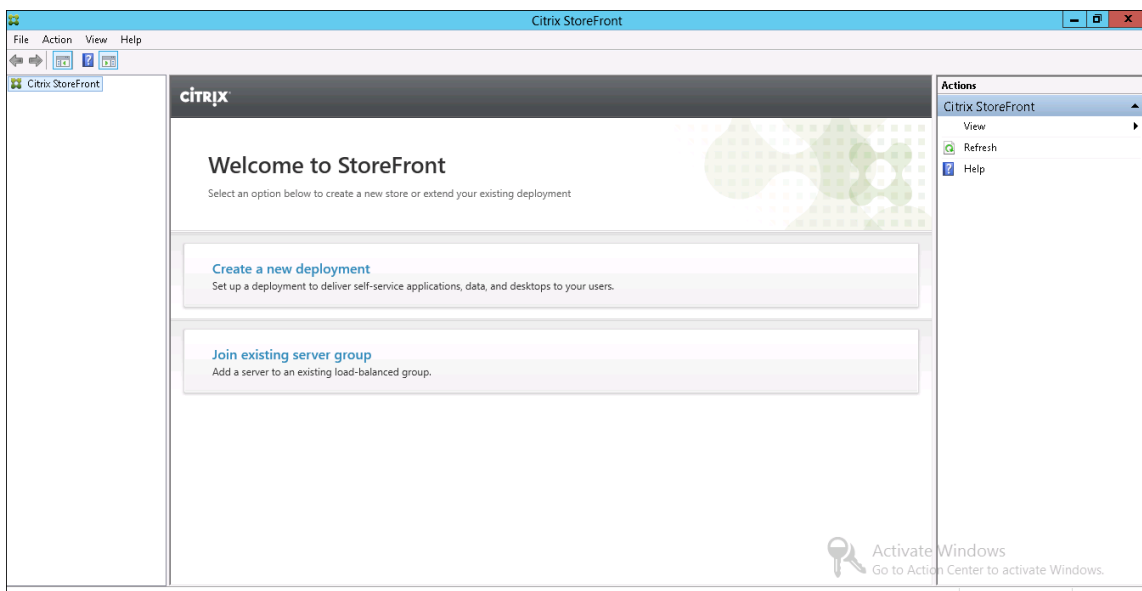 Citrix StoreFront
File Action View Help
Citrix StoreFront
CITRIX
Welcome to StoreFront
Select an option below to create a new store or extend your existing deployment
Create a new deployment
Set up a deployment to deliver self-service applications, data, and desktops to your users.
Join existing server group
Add a server to an existing load-balanced group.
Actions
Citrix StoreFront
View
Refresh
Help
Activate Windows
Go to Action Center to activate Windows.